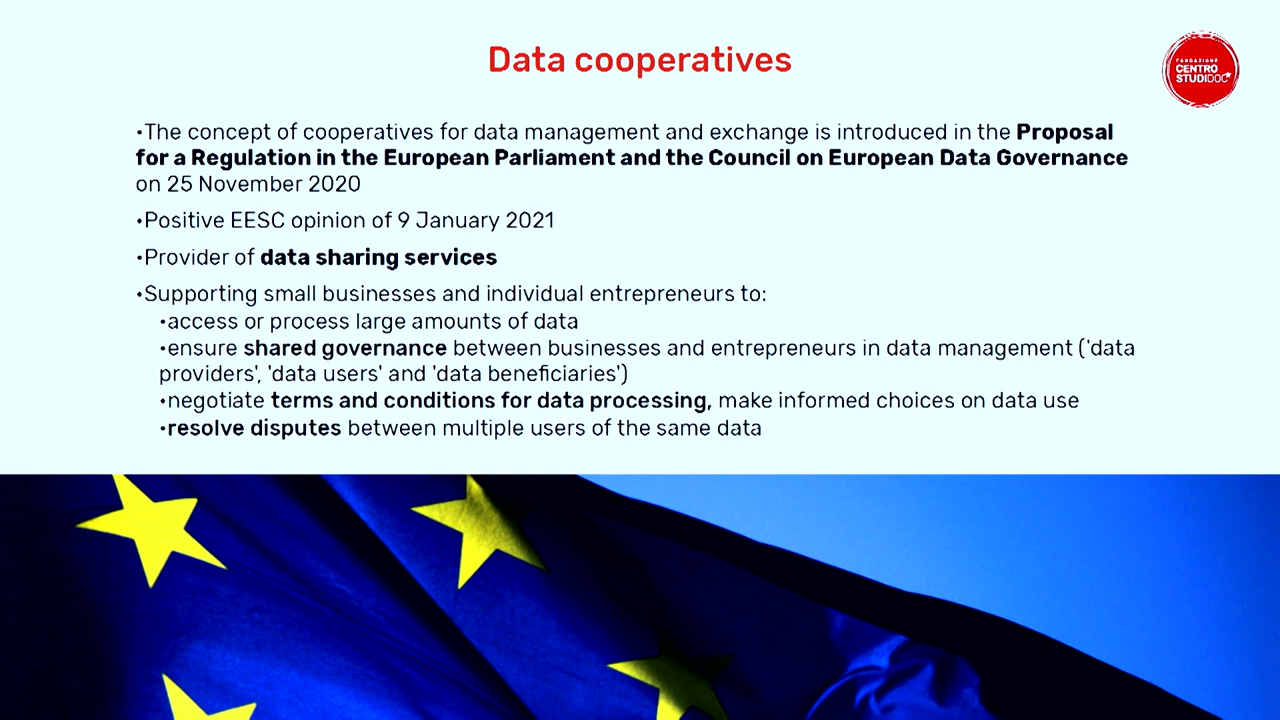 Data cooperatives
FONDAZIONE
CENTRO
STUDIDOC
•The concept of cooperatives for data management and exchange is introduced in the Proposal
for a Regulation in the European Parliament and the Council on European Data Governance
on 25 November 2020
•Positive EESC opinion of 9 January 2021
•Provider of data sharing services
•Supporting small businesses and individual entrepreneurs to:
•access or process large amounts of data
•ensure shared governance between businesses and entrepreneurs in data management ('data
providers', 'data users' and 'data beneficiaries')
•negotiate terms and conditions for data processing, make informed choices on data use
•resolve disputes between multiple users of the same data